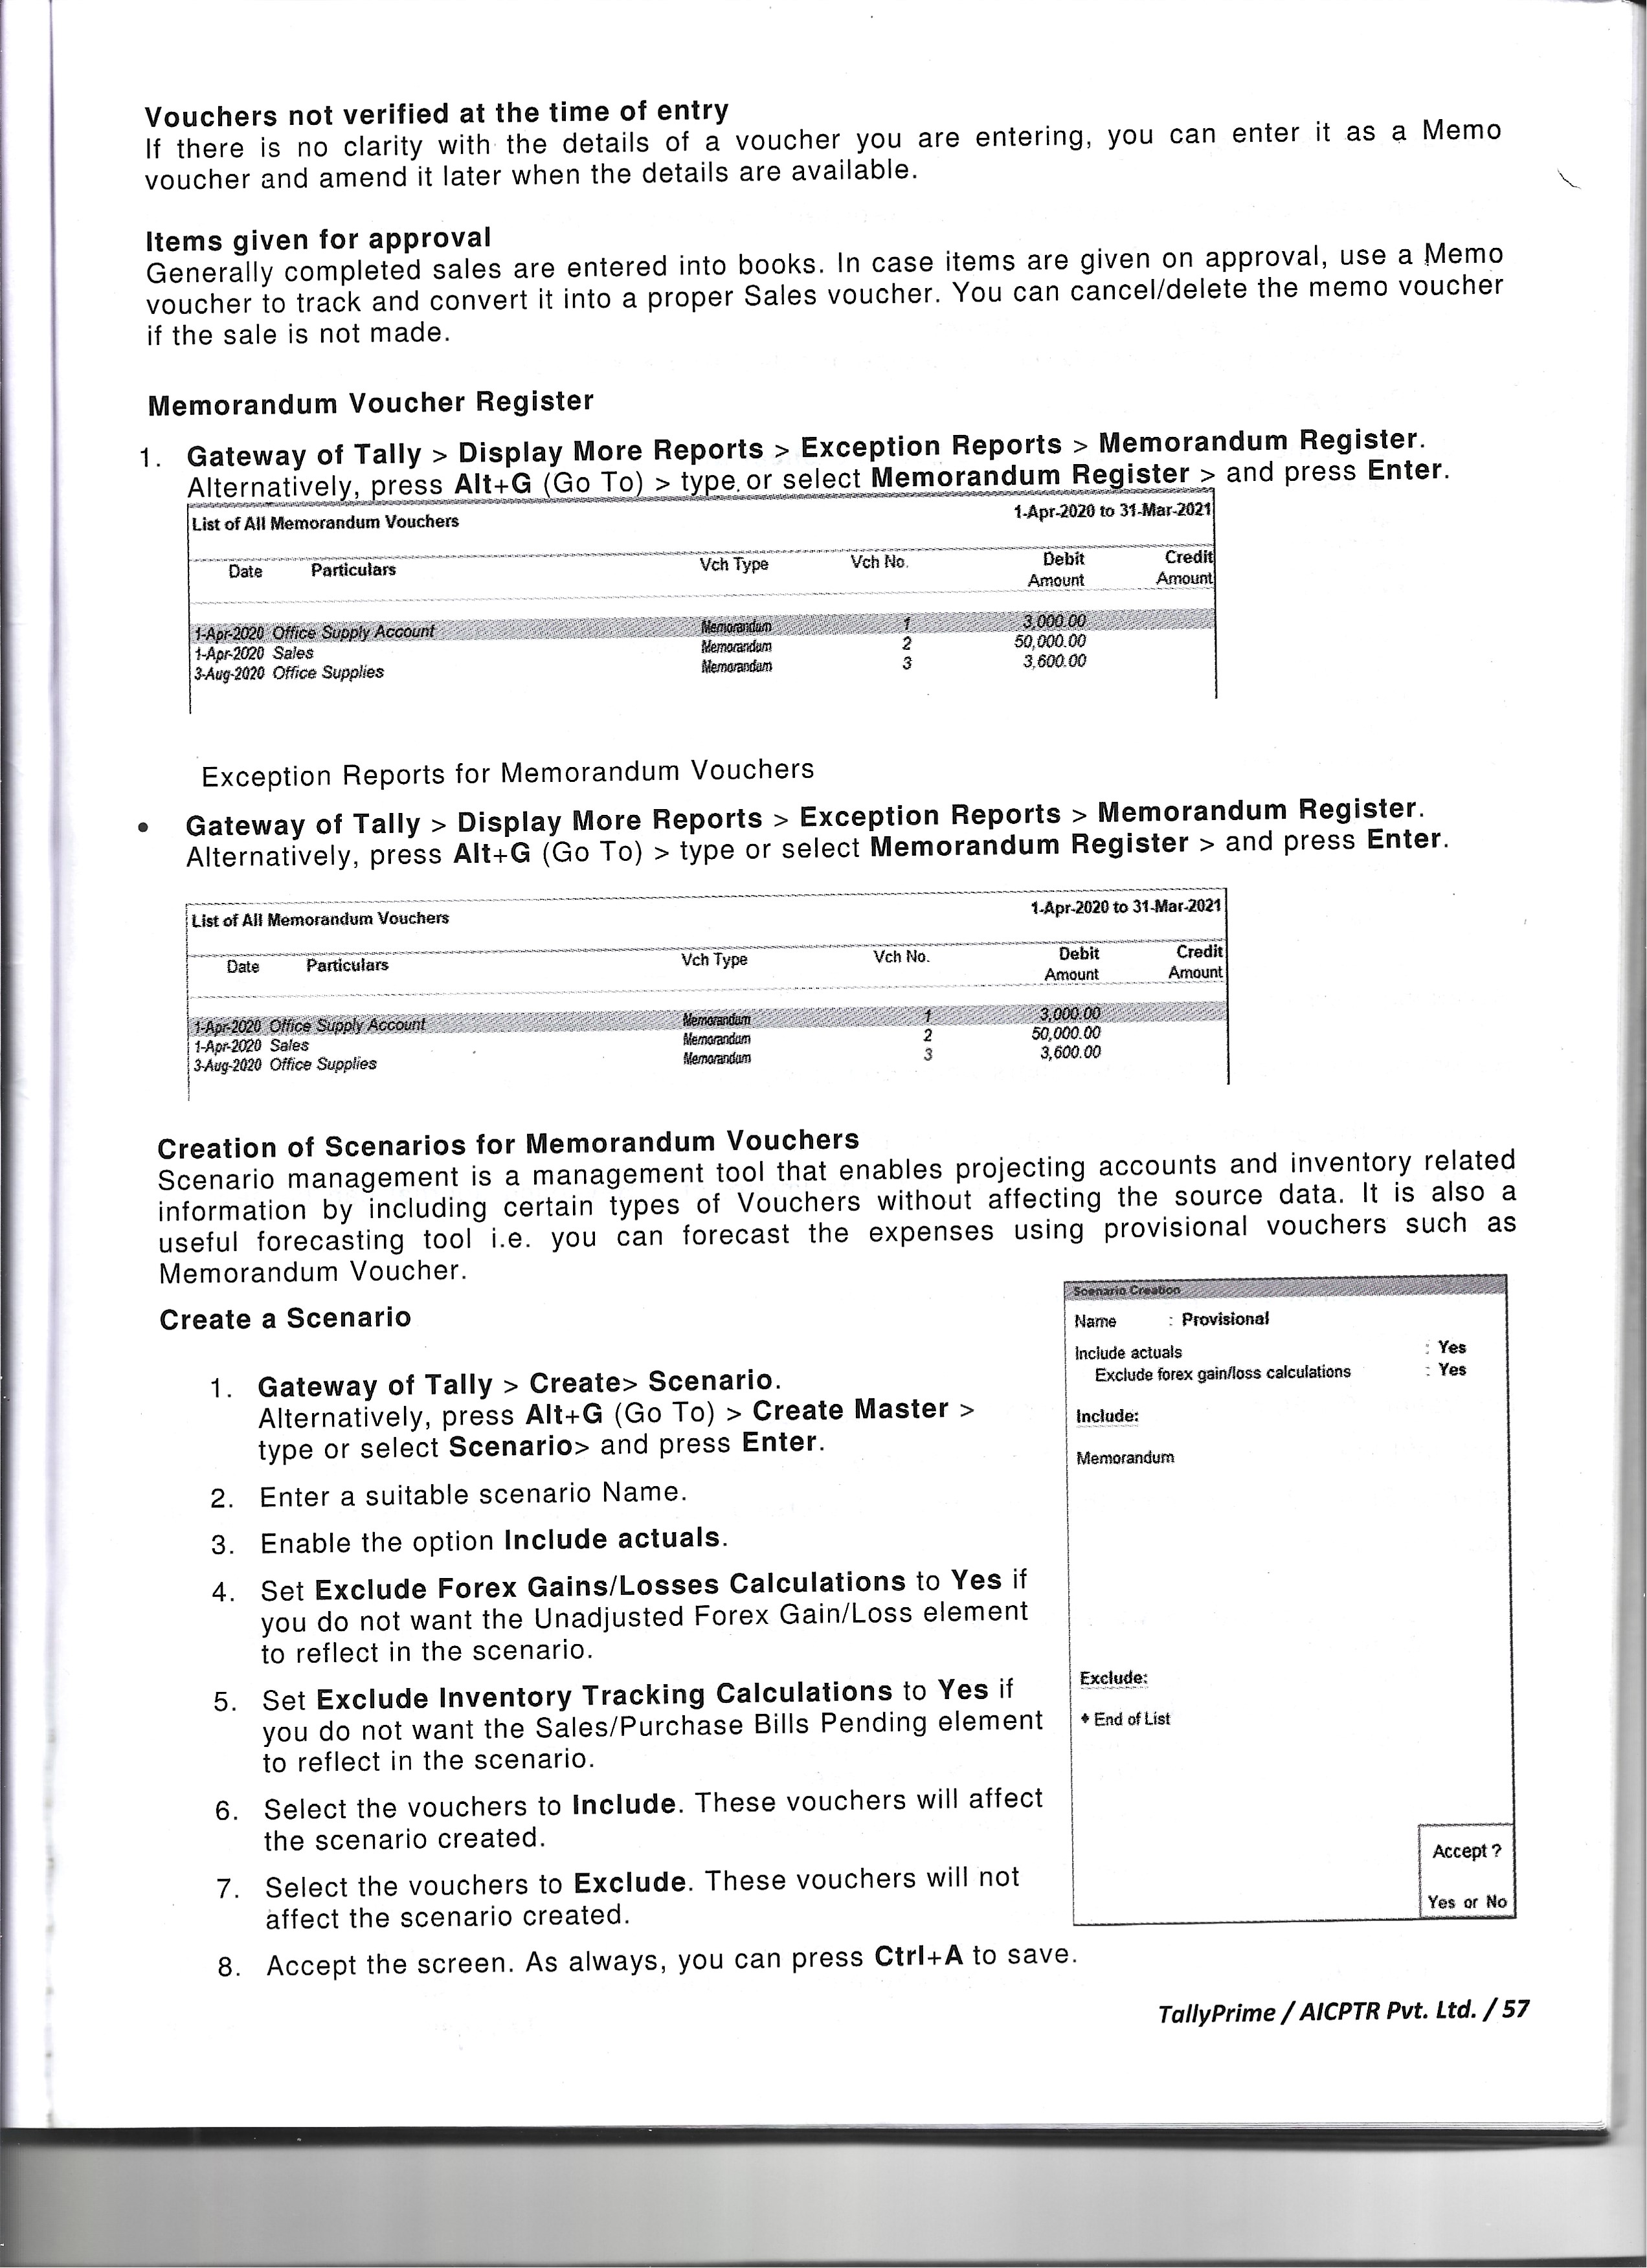 Vouchers not verified at the time of entry
If there is no clarity with the details of a voucher you are entering, you can enter it as a Memo
voucher and amend it later when the details are available.
Items given for approval
Generally completed sales are entered into books. In case items are given on approval, use a Memo
voucher to track and convert it into a proper Sales voucher. You can cancel/delete the memo voucher
if the sale is not made.
Memorandum Voucher Register
1. Gateway of Tally > Display More Reports > Exception Reports > Memorandum Register.
Alternatively, press Alt+G (Go To) > type or select Memorandum Register > and press Enter.
List of All Memorandum Vouchers 1-Apr-2020 to 31-Mar-2021
Date Particulars Vch Type Vch No. Debit Credit
Amount Amount
1-Apr-2020 Office Supply Account Memorandum 1 3,000.00
1-Apr-2020 Sales Memorandum 2 50,000.00
3-Aug-2020 Office Supplies Memorandum 3 3,600.00
Exception Reports for Memorandum Vouchers
• Gateway of Tally > Display More Reports > Exception Reports > Memorandum Register.
Alternatively, press Alt+G (Go To) > type or select Memorandum Register > and press Enter.
List of All Memorandum Vouchers 1-Apr-2020 to 31-Mar-2021
Date Particulars Vch Type Vch No. Debit Credit
Amount Amount
1-Apr-2020 Office Supply Account Memorandum 1 3,000.00
1-Apr-2020 Sales Memorandum 2 50,000.00
3-Aug-2020 Office Supplies Memorandum 3 3,600.00
Creation of Scenarios for Memorandum Vouchers
Scenario management is a management tool that enables projecting accounts and inventory related
information by including certain types of Vouchers without affecting the source data. It is also a
useful forecasting tool i.e. you can forecast the expenses using provisional vouchers such as
Memorandum Voucher.
Create a Scenario
1. Gateway of Tally > Create> Scenario.
Alternatively, press Alt+G (Go To) > Create Master >
type or select Scenario> and press Enter.
2. Enter a suitable scenario Name.
3. Enable the option Include actuals.
4. Set Exclude Forex Gains/Losses Calculations to Yes if
you do not want the Unadjusted Forex Gain/Loss element
to reflect in the scenario.
5. Set Exclude Inventory Tracking Calculations to Yes if
you do not want the Sales/Purchase Bills Pending element
to reflect in the scenario.
6. Select the vouchers to Include. These vouchers will affect
the scenario created.
7. Select the vouchers to Exclude. These vouchers will not
affect the scenario created.
8. Accept the screen. As always, you can press Ctrl+A to save.
Scenario Creation
Name : Provisional
Include actuals : Yes
Exclude forex gain/loss calculations : Yes
Include:
Memorandum
Exclude:
♦ End of List
Accept ?
Yes or No
TallyPrime / AICPTR Pvt. Ltd. / 57